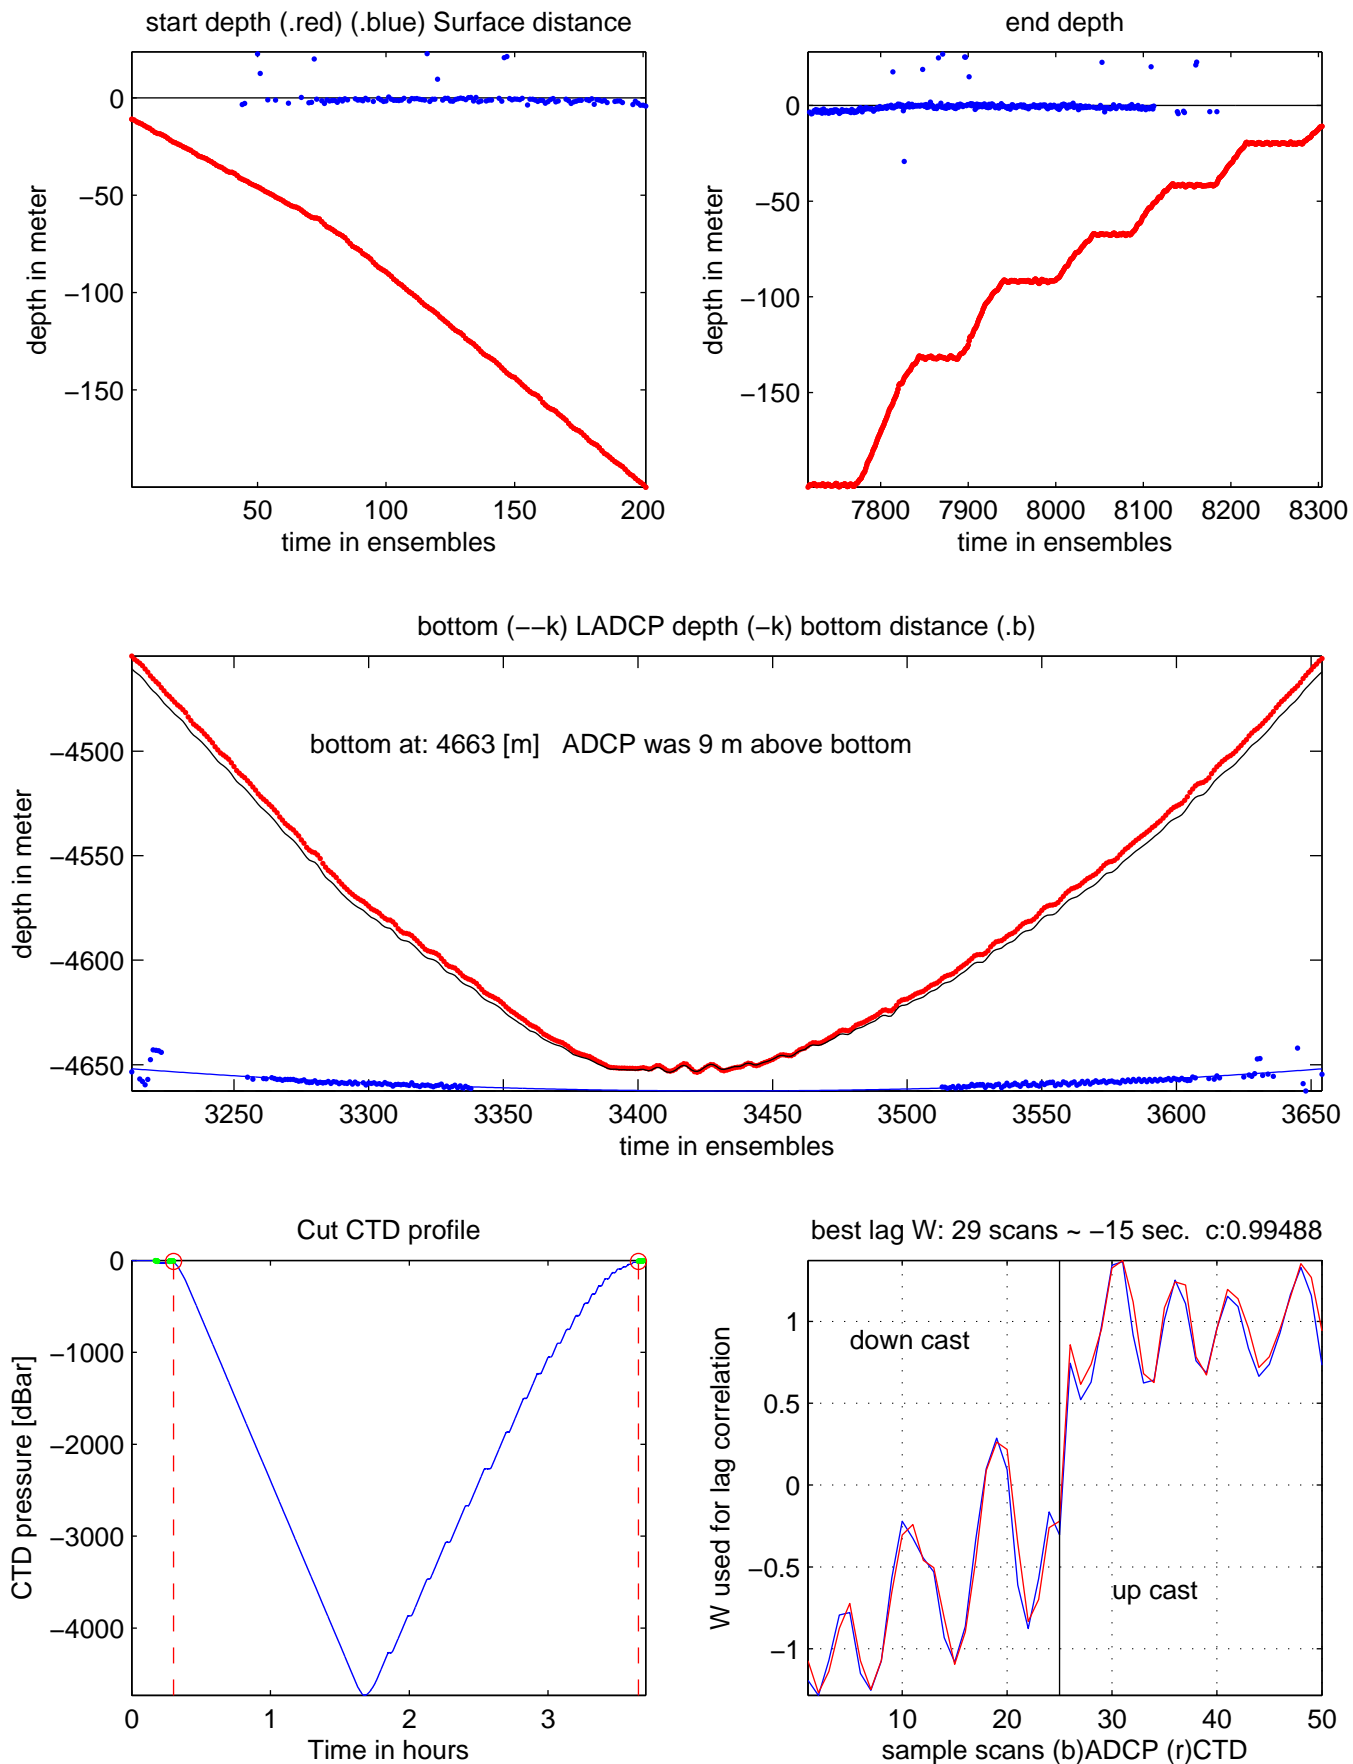 start depth (.red) (.blue) Surface distance
end depth
0
−50
−100
−150
depth in meter
50
100
150
200
time in ensembles
0
−50
−100
−150
depth in meter
7800
7900
8000
8100
8200
8300
time in ensembles
bottom (−−k) LADCP depth (−k) bottom distance (.b)
bottom at: 4663 [m]   ADCP was 9 m above bottom
−4500
−4550
−4600
−4650
depth in meter
3250
3300
3350
3400
3450
3500
3550
3600
3650
time in ensembles
Cut CTD profile
0
−1000
−2000
−3000
−4000
CTD pressure [dBar]
0
1
2
3
Time in hours
best lag W: 29 scans ~ −15 sec.  c:0.99488
down cast
up cast
1
0.5
0
−0.5
−1
W used for lag correlation
10
20
30
40
50
sample scans (b)ADCP (r)CTD